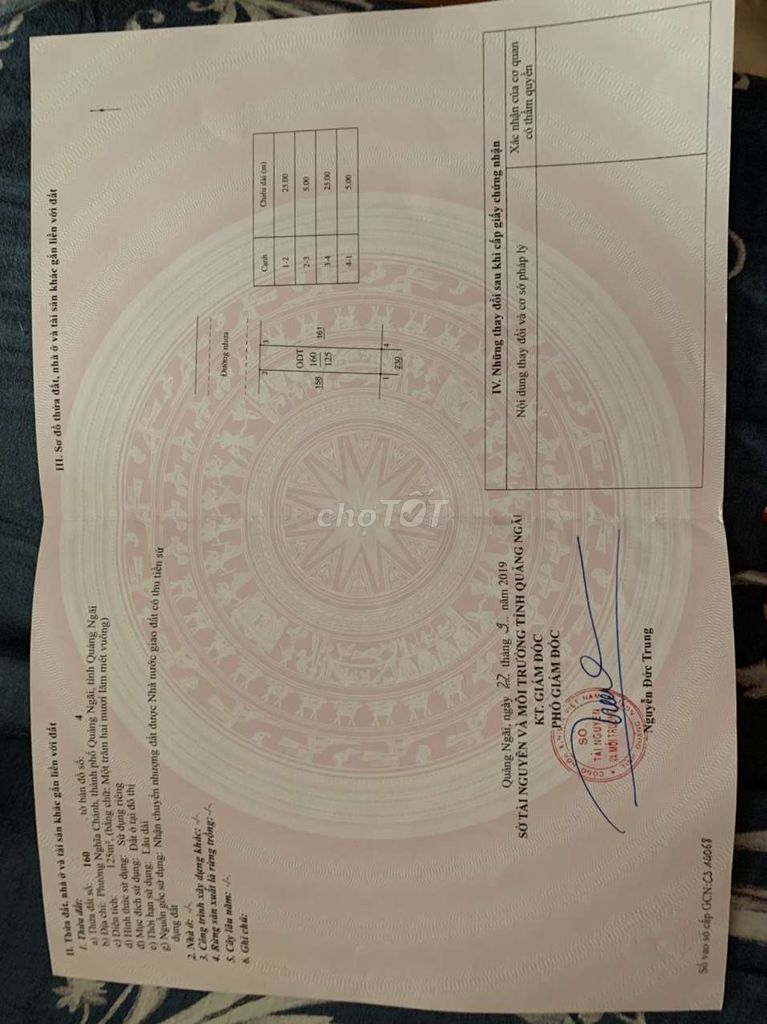 II. Thửa đất, nhà ở và tài sản khác gắn liền với đất
1. Thửa đất:
a) Thửa đất số: 160 , tờ bản đồ số: 4
b) Địa chỉ: Phường Nghĩa Chánh, thành phố Quảng Ngãi, tỉnh Quảng Ngãi
c) Diện tích: 125m², (bằng chữ: Một trăm hai mươi lăm mét vuông)
d) Hình thức sử dụng: Sử dụng riêng
đ) Mục đích sử dụng: Đất ở tại đô thị
e) Thời hạn sử dụng: Lâu dài
g) Nguồn gốc sử dụng: Nhận chuyển nhượng đất được Nhà nước giao đất có thu tiền sử
dụng đất
2. Nhà ở: -/-
3. Công trình xây dựng khác: -/-
4. Rừng sản xuất là rừng trồng: -/-
5. Cây lâu năm: -/-
6. Ghi chú:
Quảng Ngãi, ngày 27 tháng 9 năm 2019
SỞ TÀI NGUYÊN VÀ MÔI TRƯỜNG TỈNH QUẢNG NGÃI
KT. GIÁM ĐỐC
PHÓ GIÁM ĐỐC
SỞ
TÀI NGUYÊN
VÀ MÔI TRƯỜNG
Nguyễn Đức Trung
Số vào sổ cấp GCN: CS 14068
III. Sơ đồ thửa đất, nhà ở và tài sản khác gắn liền với đất
Đường nhựa
2 3
ODT
158 160 161
125
1 4
230
Cạnh Chiều dài (m)
1-2 25.00
2-3 5.00
3-4 25.00
4-1 5.00
IV. Những thay đổi sau khi cấp giấy chứng nhận
Nội dung thay đổi và cơ sở pháp lý
Xác nhận của cơ quan
có thẩm quyền
chợTỐT